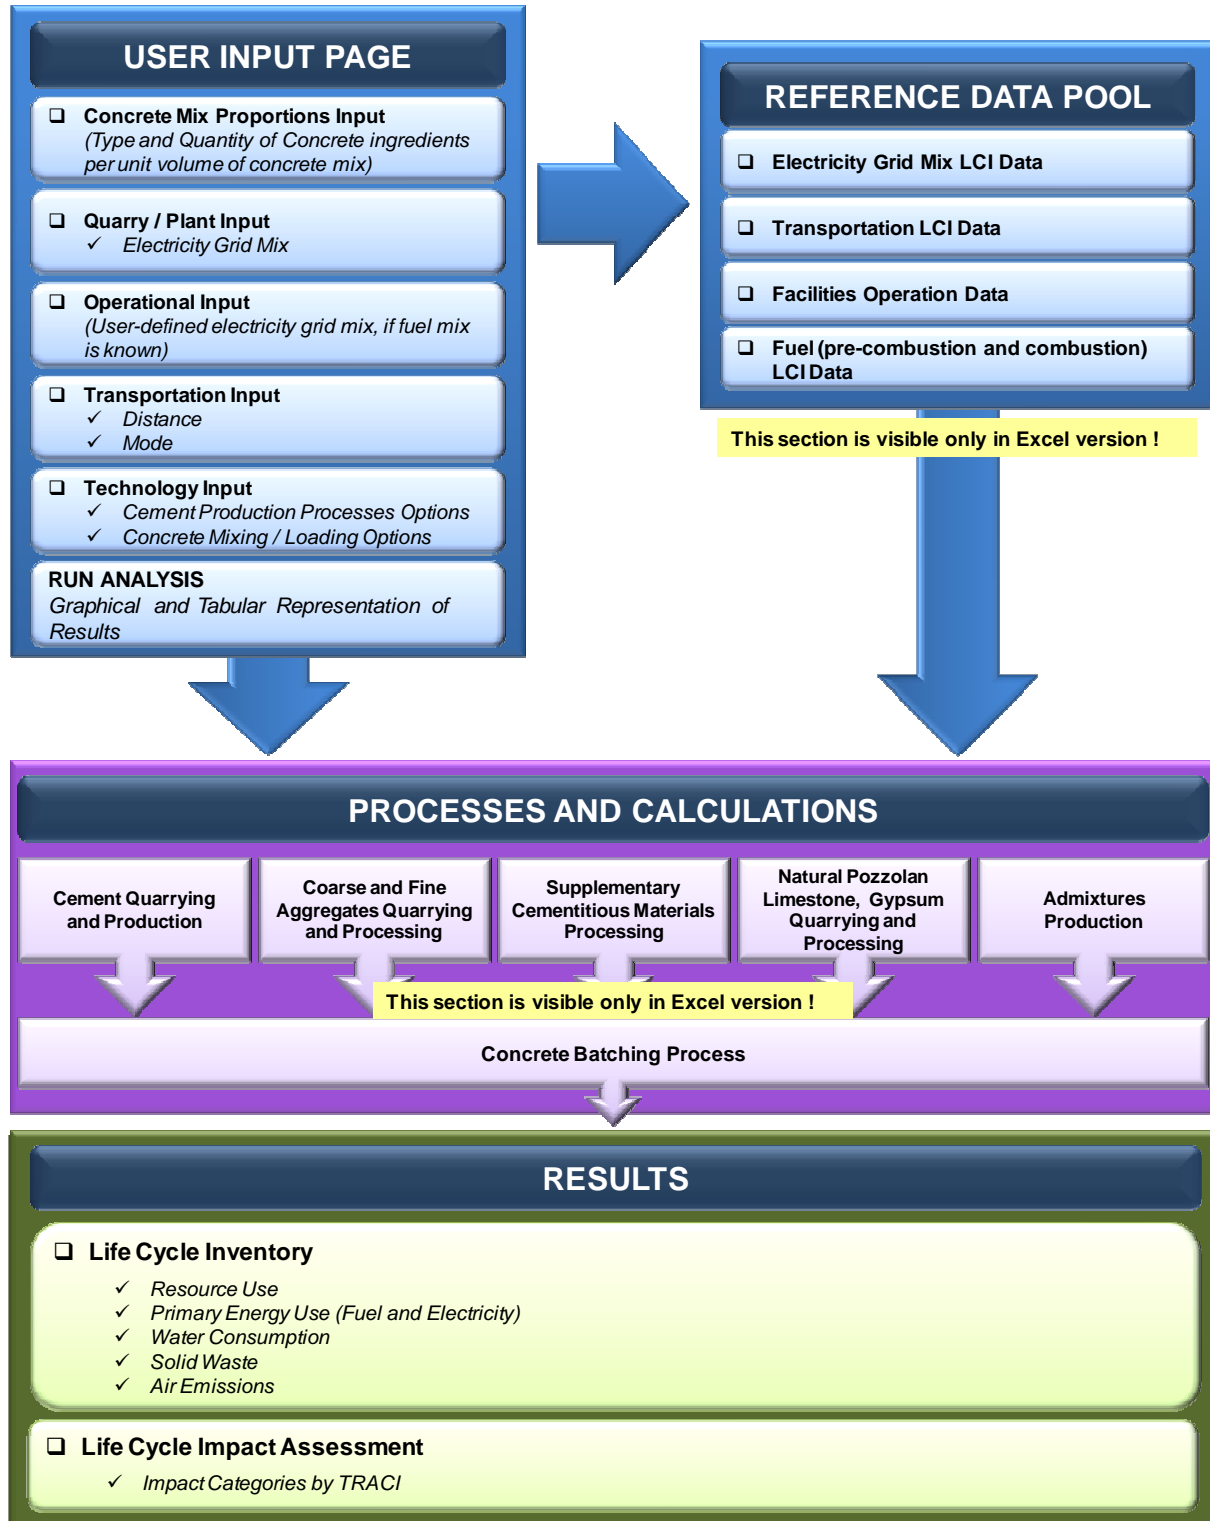 USER INPUT PAGE
Concrete Mix Proportions Input
(Type and Quantity of Concrete ingredients
per unit volume of concrete mix)
Quarry / Plant Input
Electricity Grid Mix
Operational Input
(User-defined electricity grid mix, if fuel mix
is known)
Transportation Input
Distance
Mode
Technology Input
Cement Production Processes Options
Concrete Mixing / Loading Options
RUN ANALYSIS
Graphical and Tabular Representation of
Results
REFERENCE DATA POOL
Electricity Grid Mix LCI Data
Transportation LCI Data
Facilities Operation Data
Fuel (pre-combustion and combustion)
LCI Data
This section is visible only in Excel version !
PROCESSES AND CALCULATIONS
Cement Quarrying
and Production
Coarse and Fine
Aggregates Quarrying
and Processing
Supplementary
Cementitious Materials
Processing
Natural Pozzolan
Limestone, Gypsum
Quarrying and
Processing
Admixtures
Production
This section is visible only in Excel version !
Concrete Batching Process
RESULTS
Life Cycle Inventory
Resource Use
Primary Energy Use (Fuel and Electricity)
Water Consumption
Solid Waste
Air Emissions
Life Cycle Impact Assessment
Impact Categories by TRACI